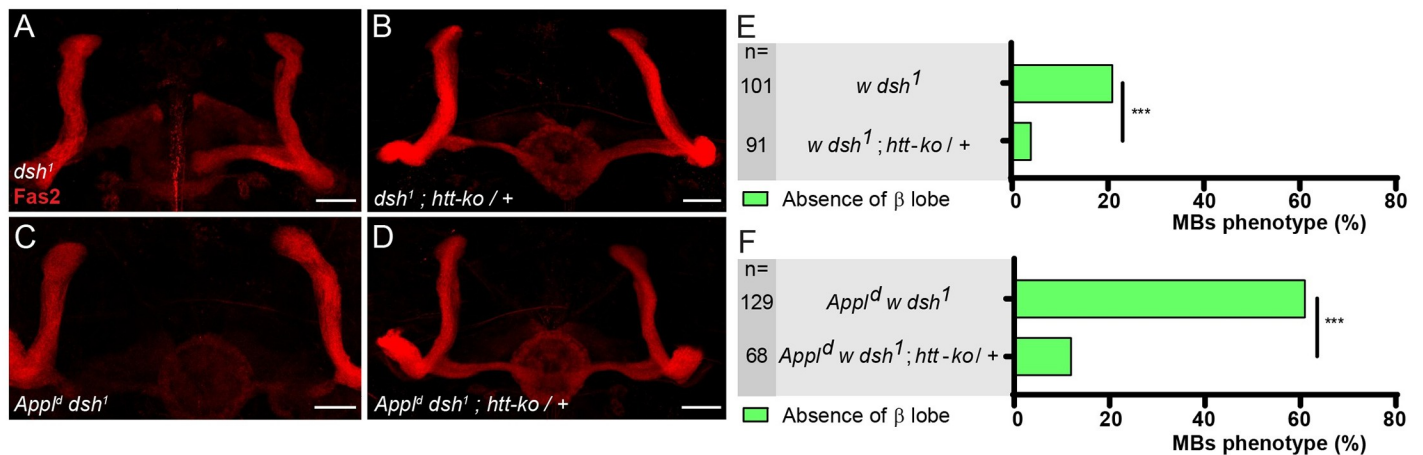 A
dsh¹
Fas2
B
dsh¹ ; htt-ko / +
C
Applᵈ dsh¹
D
Applᵈ dsh¹ ; htt-ko / +
E
n=
101 w dsh¹
91 w dsh¹ ; htt-ko / +
***
Absence of β lobe
0 20 40 60 80
MBs phenotype (%)
F
n=
129 Applᵈ w dsh¹
68 Applᵈ w dsh¹ ; htt-ko / +
***
Absence of β lobe
0 20 40 60 80
MBs phenotype (%)